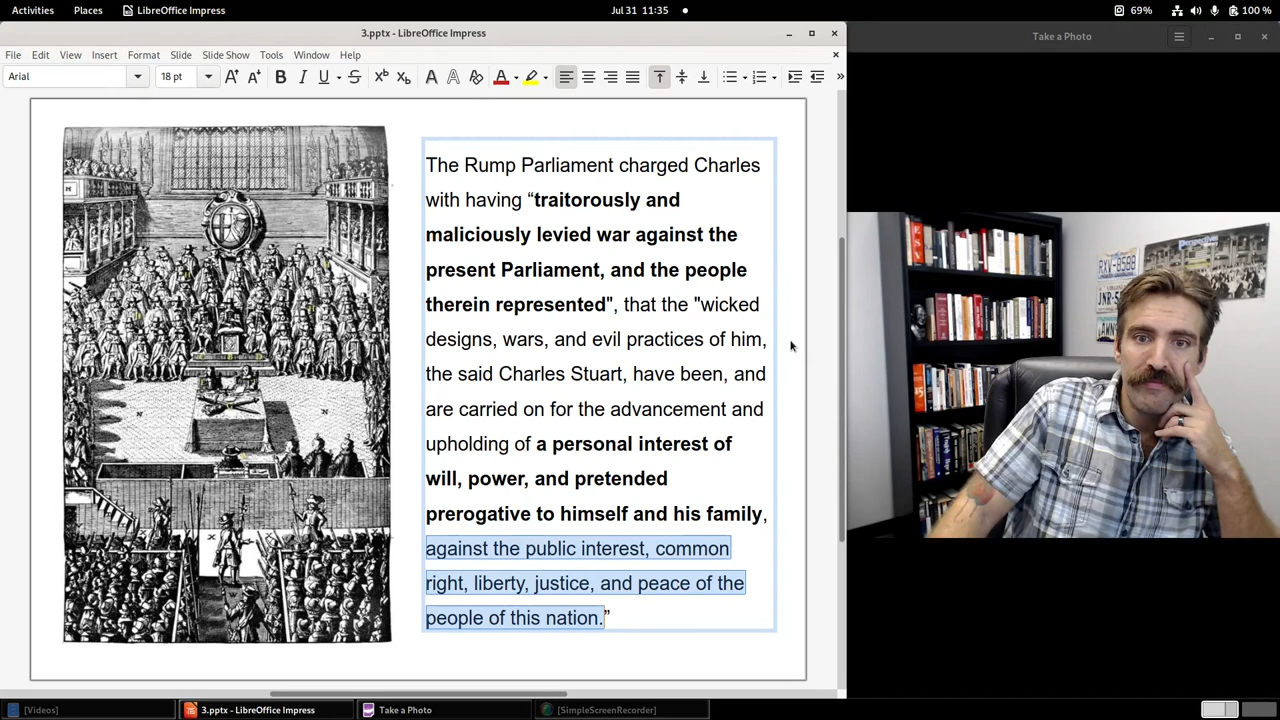 Activities Places LibreOffice Impress Jul 31 11:35 69% 100 %
3.pptx - LibreOffice Impress
Take a Photo
File Edit View Insert Format Slide Slide Show Tools Window Help
Arial 18 pt
The Rump Parliament charged Charles
with having “traitorously and
maliciously levied war against the
present Parliament, and the people
therein represented", that the "wicked
designs, wars, and evil practices of him,
the said Charles Stuart, have been, and
are carried on for the advancement and
upholding of a personal interest of
will, power, and pretended
prerogative to himself and his family,
against the public interest, common
right, liberty, justice, and peace of the
people of this nation.”
[Videos] 3.pptx - LibreOffice Impress Take a Photo [SimpleScreenRecorder]